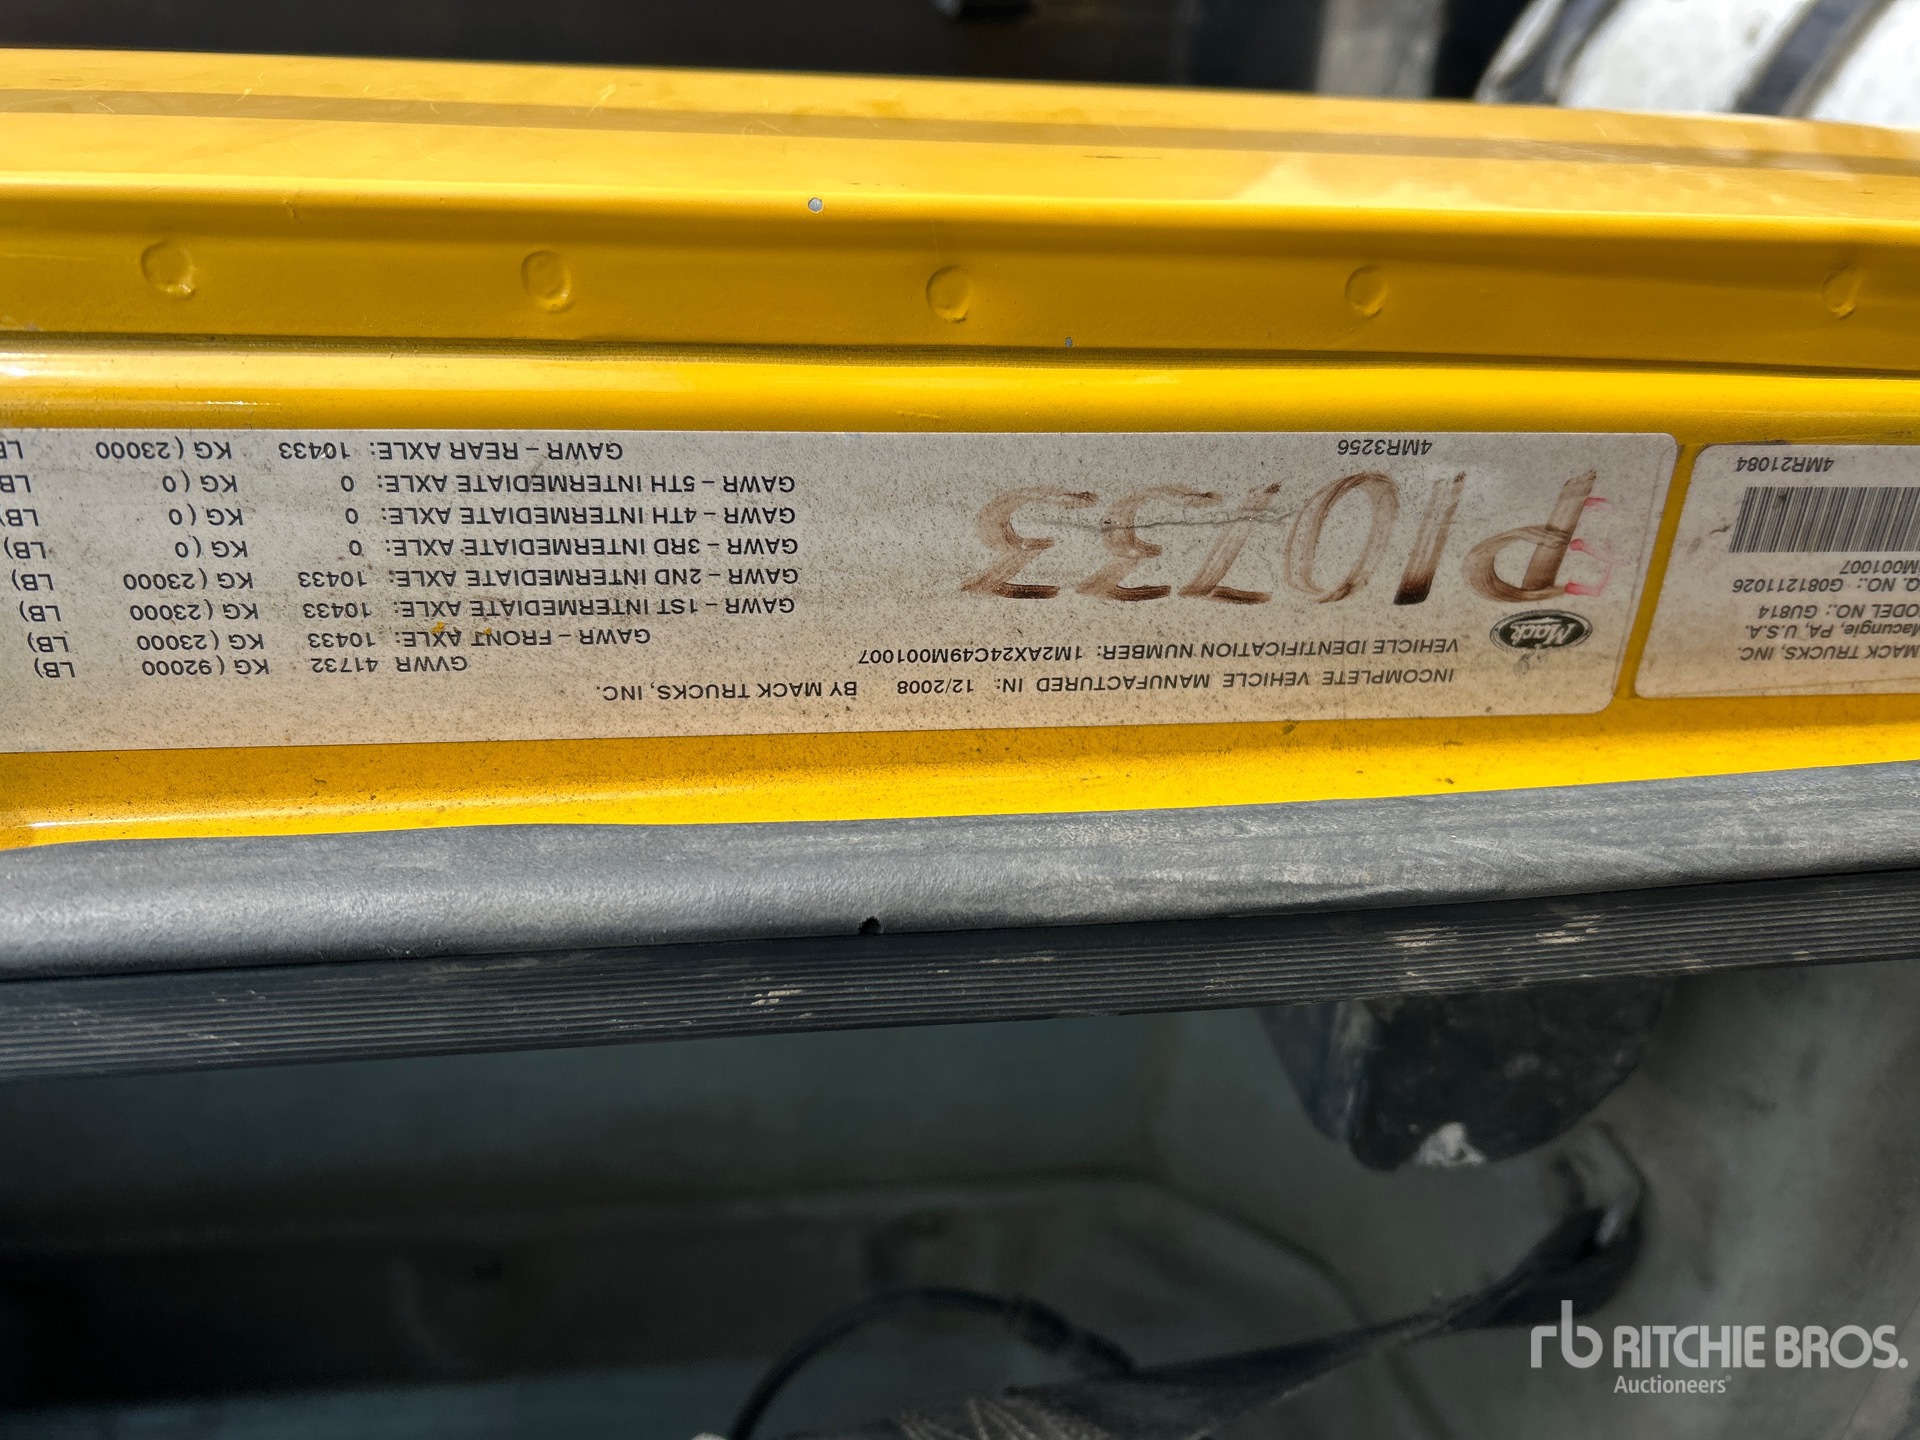 MACK TRUCKS, INC.
Macungie, PA, U.S.A.
MODEL NO.: GU814
Q. NO.: G081211026
M001007
4MR21084
INCOMPLETE VEHICLE MANUFACTURED IN: 12/2008 BY MACK TRUCKS, INC.
VEHICLE IDENTIFICATION NUMBER: 1M2AX24C49M001007
Mack
P10733
4MR3256
GVWR 41732 KG ( 92000 LB)
GAWR – FRONT AXLE: 10433 KG ( 23000 LB)
GAWR – 1ST INTERMEDIATE AXLE: 10433 KG ( 23000 LB)
GAWR – 2ND INTERMEDIATE AXLE: 10433 KG ( 23000 LB)
GAWR – 3RD INTERMEDIATE AXLE: 0 KG ( 0 LB)
GAWR – 4TH INTERMEDIATE AXLE: 0 KG ( 0 LB)
GAWR – 5TH INTERMEDIATE AXLE: 0 KG ( 0 LB
GAWR – REAR AXLE: 10433 KG ( 23000 LB
rb RITCHIE BROS.
Auctioneers